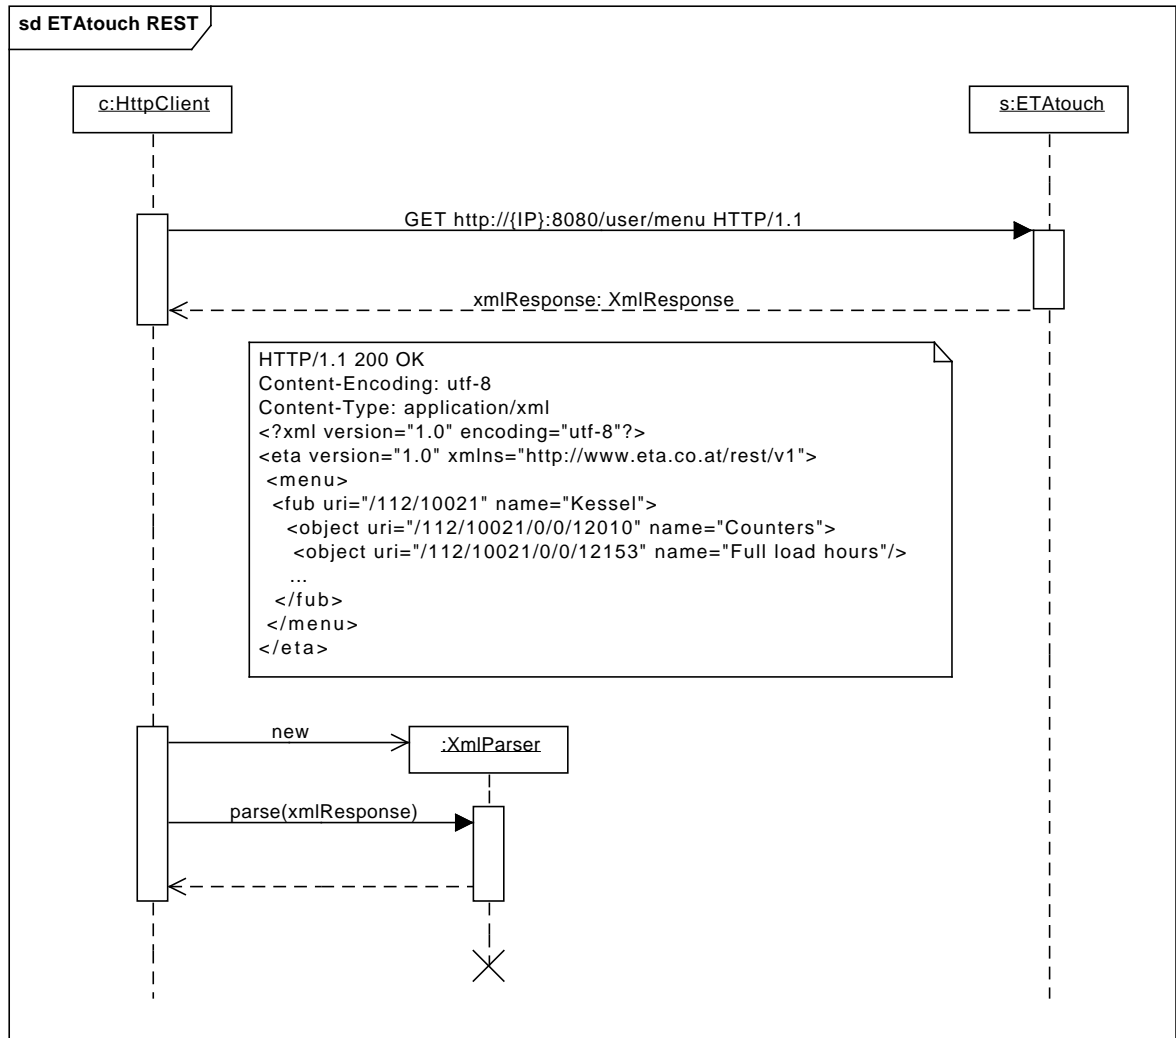 sd ETAtouch REST
c:HttpClient
s:ETAtouch
GET http://{IP}:8080/user/menu HTTP/1.1
xmlResponse: XmlResponse
HTTP/1.1 200 OK
Content-Encoding: utf-8
Content-Type: application/xml
<?xml version="1.0" encoding="utf-8"?>
<eta version="1.0" xmlns="http://www.eta.co.at/rest/v1">
<menu>
<fub uri="/112/10021" name="Kessel">
<object uri="/112/10021/0/0/12010" name="Counters">
<object uri="/112/10021/0/0/12153" name="Full load hours"/>
...
</fub>
</menu>
</eta>
new
:XmlParser
parse(xmlResponse)